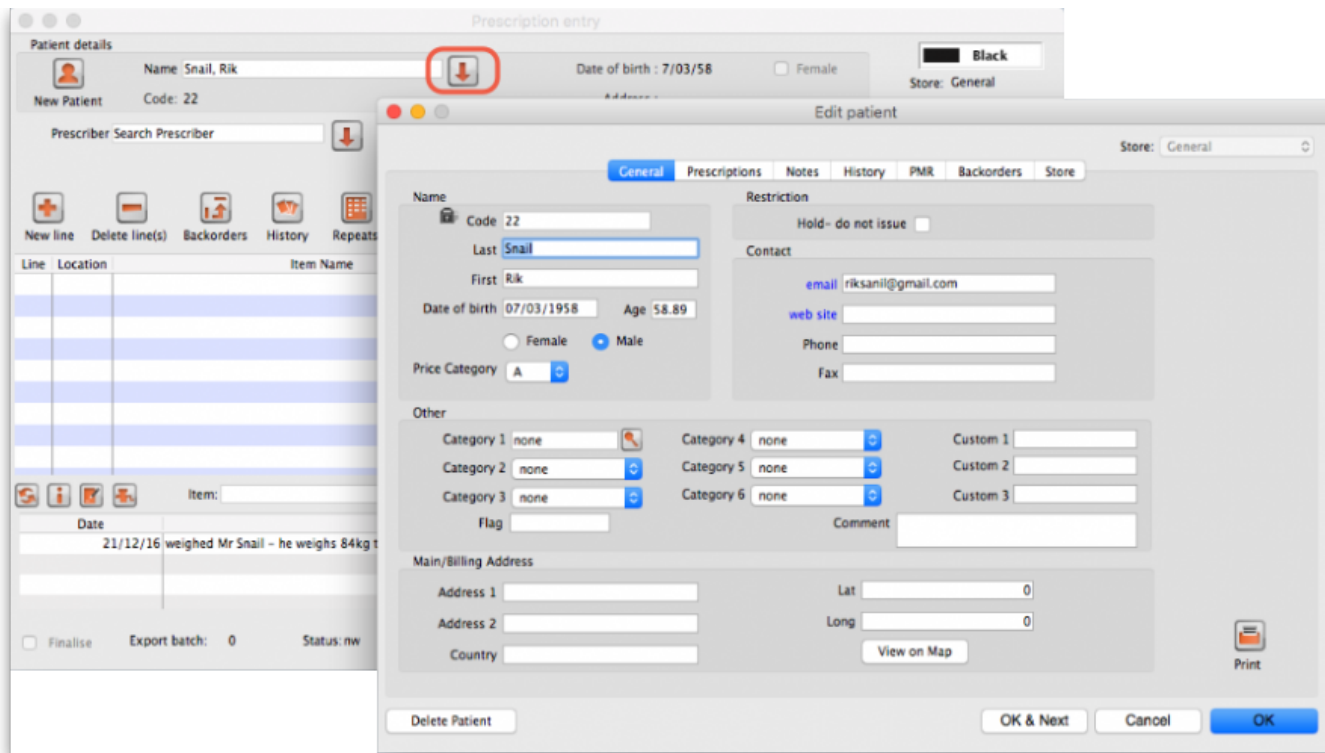 Prescription entry
Patient details
Name Snail, Rik
Date of birth : 7/03/58
Female
Black
Store: General
New Patient
Code: 22
Prescriber Search Prescriber
New line Delete line(s) Backorders History Repeats
Line Location Item Name
Item:
Date
21/12/16 weighed Mr Snail – he weighs 84kg
Finalise Export batch: 0 Status: nw
Edit patient
Store: General
General Prescriptions Notes History PMR Backorders Store
Name
Code 22
Last Snail
First Rik
Date of birth 07/03/1958 Age 58.89
Female Male
Price Category A
Restriction
Hold- do not issue
Contact
email riksanil@gmail.com
web site
Phone
Fax
Other
Category 1 none Category 4 none Custom 1
Category 2 none Category 5 none Custom 2
Category 3 none Category 6 none Custom 3
Flag Comment
Main/Billing Address
Address 1 Lat 0
Address 2 Long 0
Country View on Map
Print
Delete Patient OK & Next Cancel OK